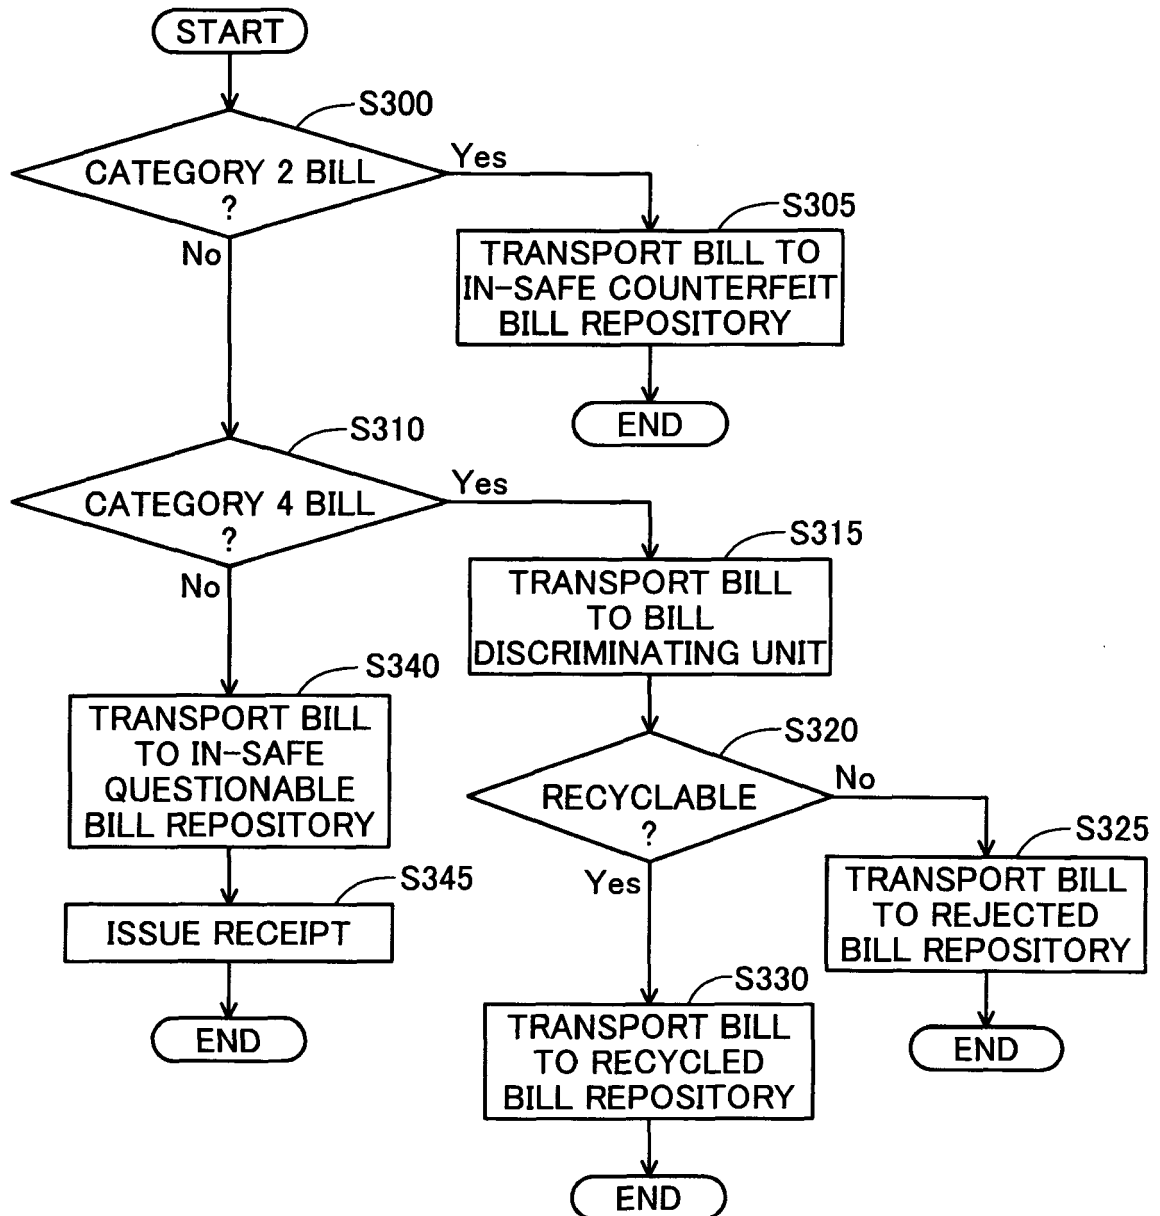 START
S300
CATEGORY 2 BILL
?
Yes
No
S305
TRANSPORT BILL TO
IN-SAFE COUNTERFEIT
BILL REPOSITORY
END
S310
CATEGORY 4 BILL
?
Yes
No
S315
TRANSPORT BILL
TO BILL
DISCRIMINATING UNIT
S340
TRANSPORT BILL
TO IN-SAFE
QUESTIONABLE
BILL REPOSITORY
S345
ISSUE RECEIPT
END
S320
RECYCLABLE
?
No
Yes
S325
TRANSPORT BILL
TO REJECTED
BILL REPOSITORY
END
S330
TRANSPORT BILL
TO RECYCLED
BILL REPOSITORY
END